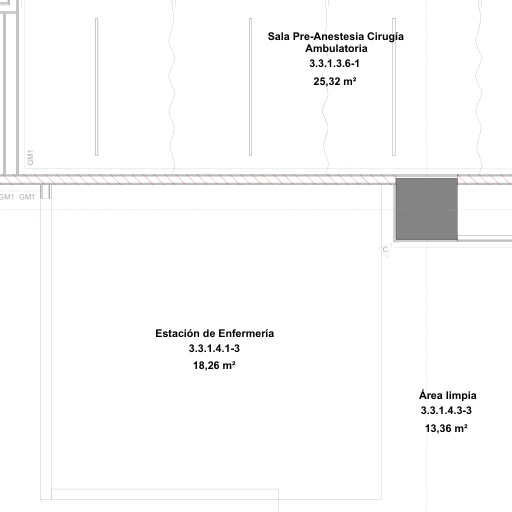 Sala Pre-Anestesia Cirugía
Ambulatoria
3.3.1.3.6-1
25,32 m²
GM1
GM1 GM1
C
Estación de Enfermería
3.3.1.4.1-3
18,26 m²
Área limpia
3.3.1.4.3-3
13,36 m²